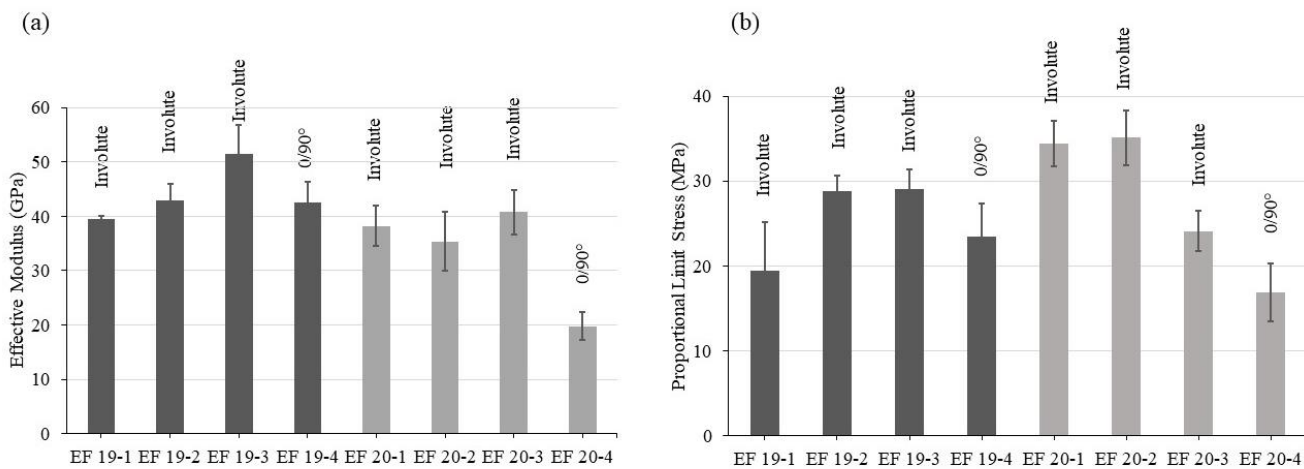 (a)
Effective Modulus (GPa)
60
50
40
30
20
10
0
Involute
Involute
Involute
0/90°
Involute
Involute
Involute
0/90°
EF 19-1 EF 19-2 EF 19-3 EF 19-4 EF 20-1 EF 20-2 EF 20-3 EF 20-4
(b)
Proportional Limit Stress (MPa)
40
30
20
10
0
Involute
Involute
Involute
0/90°
Involute
Involute
Involute
0/90°
EF 19-1 EF 19-2 EF 19-3 EF 19-4 EF 20-1 EF 20-2 EF 20-3 EF 20-4